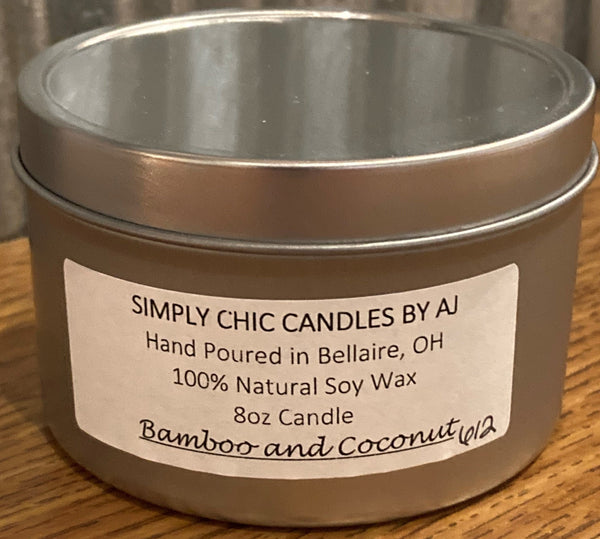 SIMPLY CHIC CANDLES BY AJ
Hand Poured in Bellaire, OH
100% Natural Soy Wax
8oz Candle
Bamboo and Coconut 612